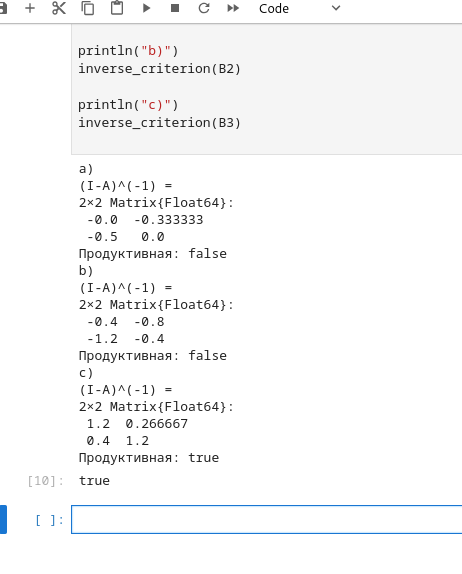 Code
println("b)")
inverse_criterion(B2)
println("c)")
inverse_criterion(B3)
a)
(I-A)^(-1) =
2×2 Matrix{Float64}:
-0.0 -0.333333
-0.5 0.0
Продуктивная: false
b)
(I-A)^(-1) =
2×2 Matrix{Float64}:
-0.4 -0.8
-1.2 -0.4
Продуктивная: false
c)
(I-A)^(-1) =
2×2 Matrix{Float64}:
1.2 0.266667
0.4 1.2
Продуктивная: true
[10]: true
[ ]: